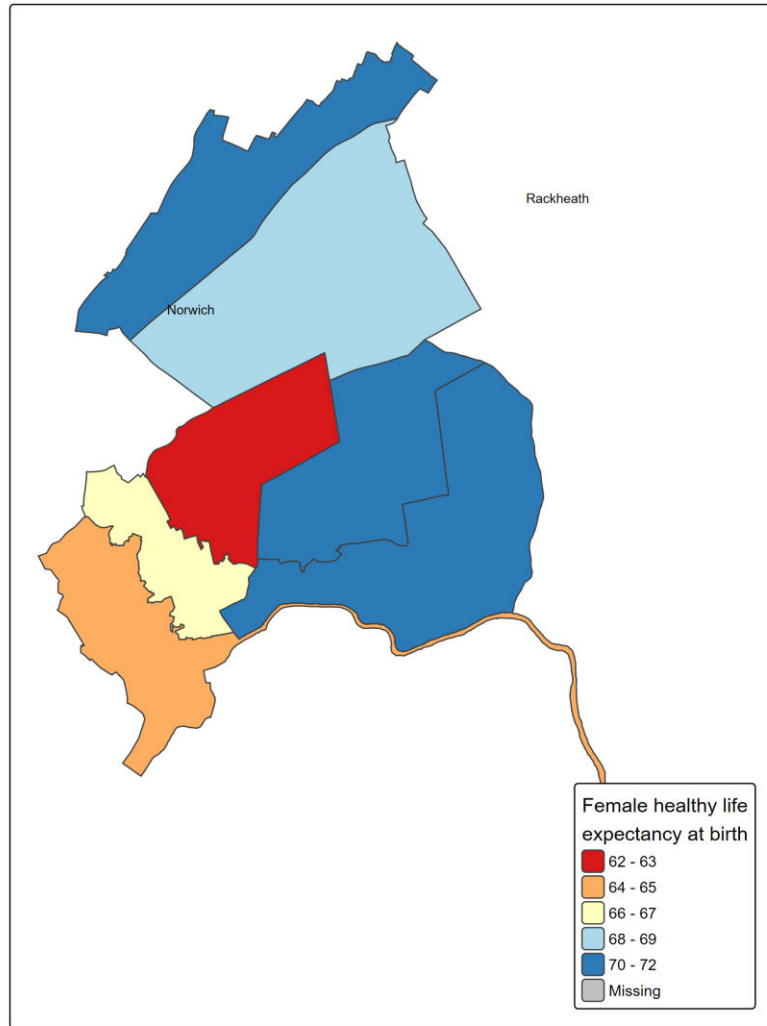 Rackheath
Norwich
Female healthy life
expectancy at birth
62 - 63
64 - 65
66 - 67
68 - 69
70 - 72
Missing